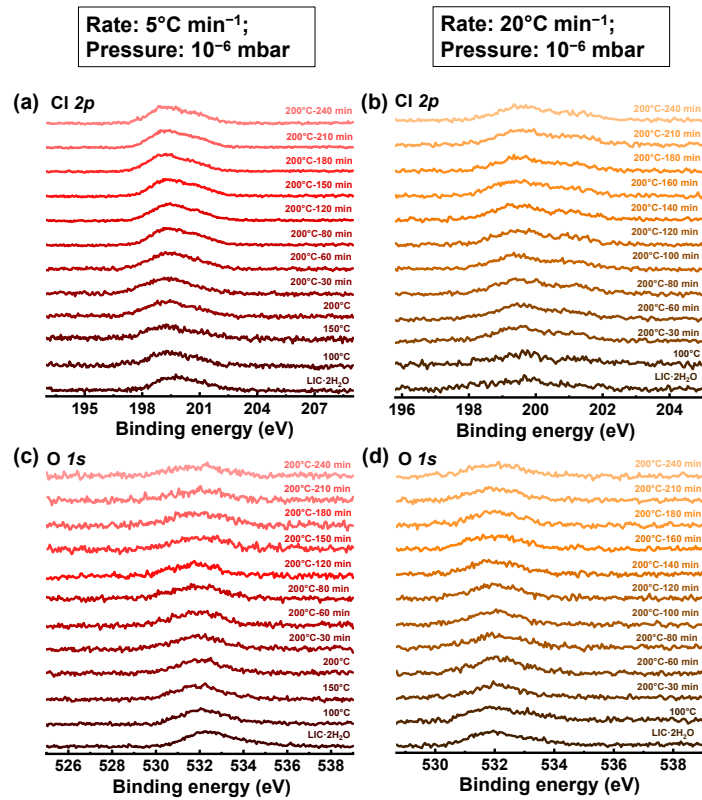 Rate: 5°C min⁻¹;
Pressure: 10⁻⁶ mbar
Rate: 20°C min⁻¹;
Pressure: 10⁻⁶ mbar
(a) Cl 2p
200°C-240 min
200°C-210 min
200°C-180 min
200°C-150 min
200°C-120 min
200°C-80 min
200°C-60 min
200°C-30 min
200°C
150°C
100°C
LIC·2H₂O
195 198 201 204 207
Binding energy (eV)
(b) Cl 2p
200°C-240 min
200°C-210 min
200°C-180 min
200°C-160 min
200°C-140 min
200°C-120 min
200°C-100 min
200°C-80 min
200°C-60 min
200°C-30 min
100°C
LIC·2H₂O
196 198 200 202 204
Binding energy (eV)
(c) O 1s
200°C-240 min
200°C-210 min
200°C-180 min
200°C-150 min
200°C-120 min
200°C-80 min
200°C-60 min
200°C-30 min
200°C
150°C
100°C
LIC·2H₂O
526 528 530 532 534 536 538
Binding energy (eV)
(d) O 1s
200°C-240 min
200°C-210 min
200°C-180 min
200°C-160 min
200°C-140 min
200°C-120 min
200°C-100 min
200°C-80 min
200°C-60 min
200°C-30 min
100°C
LIC·2H₂O
530 532 534 536 538
Binding energy (eV)